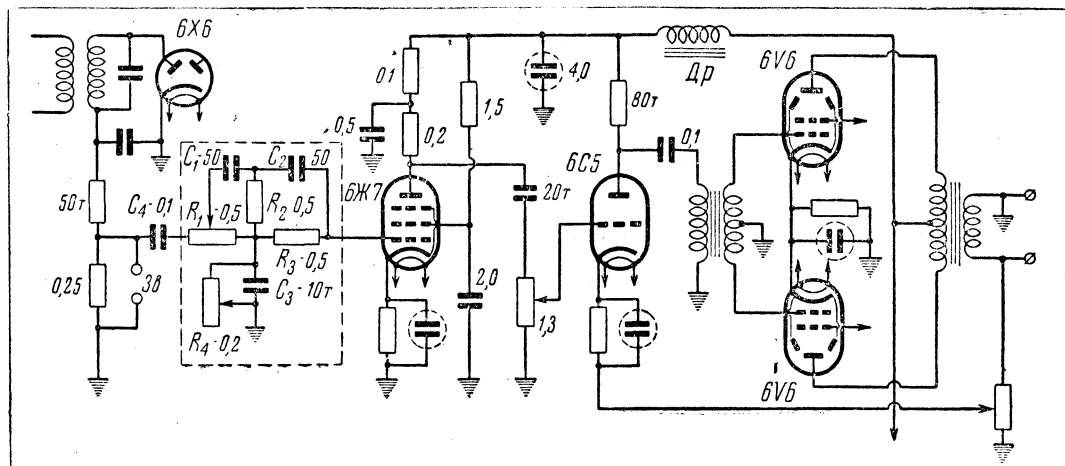 6Х6
0.1
1,5
4,0
Др
6V6
80т
0,5
0,2
0,1
C₁-50
C₂ 50
6Ж7
6С5
20т
50т
C₄-0,1
R₁-0,5
R₂ 0,5
R₃-0,5
0,25
Зв
C₃-10т
2,0
1,3
R₄-0,2
6V6